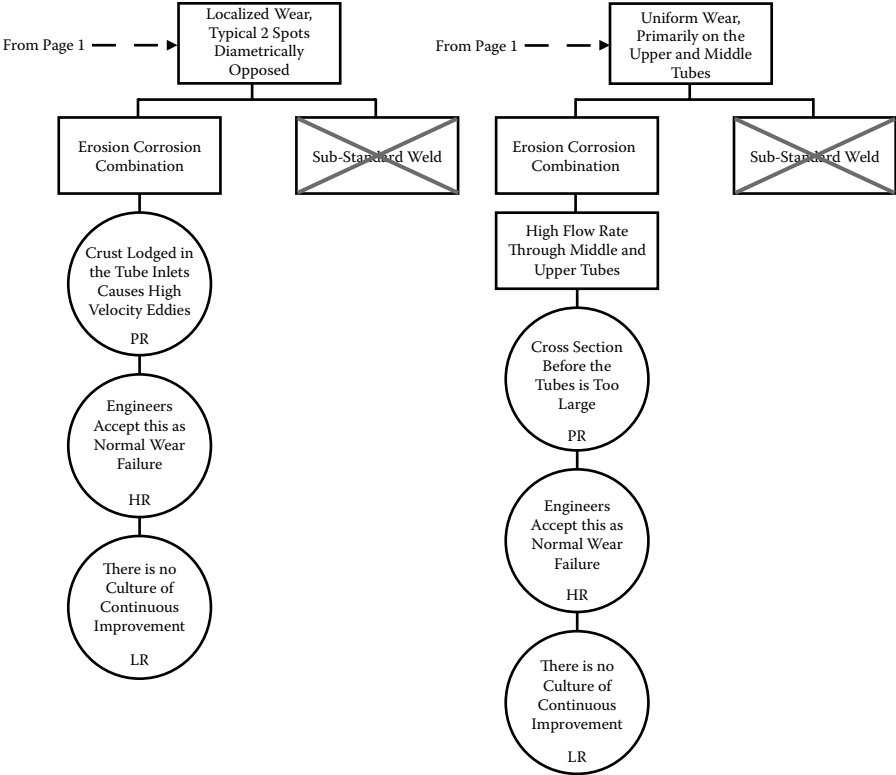 From Page 1
Localized Wear,
Typical 2 Spots
Diametrically
Opposed
Erosion Corrosion
Combination
Sub-Standard Weld
Crust Lodged in
the Tube Inlets
Causes High
Velocity Eddies
PR
Engineers
Accept this as
Normal Wear
Failure
HR
There is no
Culture of
Continuous
Improvement
LR
From Page 1
Uniform Wear,
Primarily on the
Upper and Middle
Tubes
Erosion Corrosion
Combination
Sub-Standard Weld
High Flow Rate
Through Middle and
Upper Tubes
Cross Section
Before the
Tubes is Too
Large
PR
Engineers
Accept this as
Normal Wear
Failure
HR
There is no
Culture of
Continuous
Improvement
LR